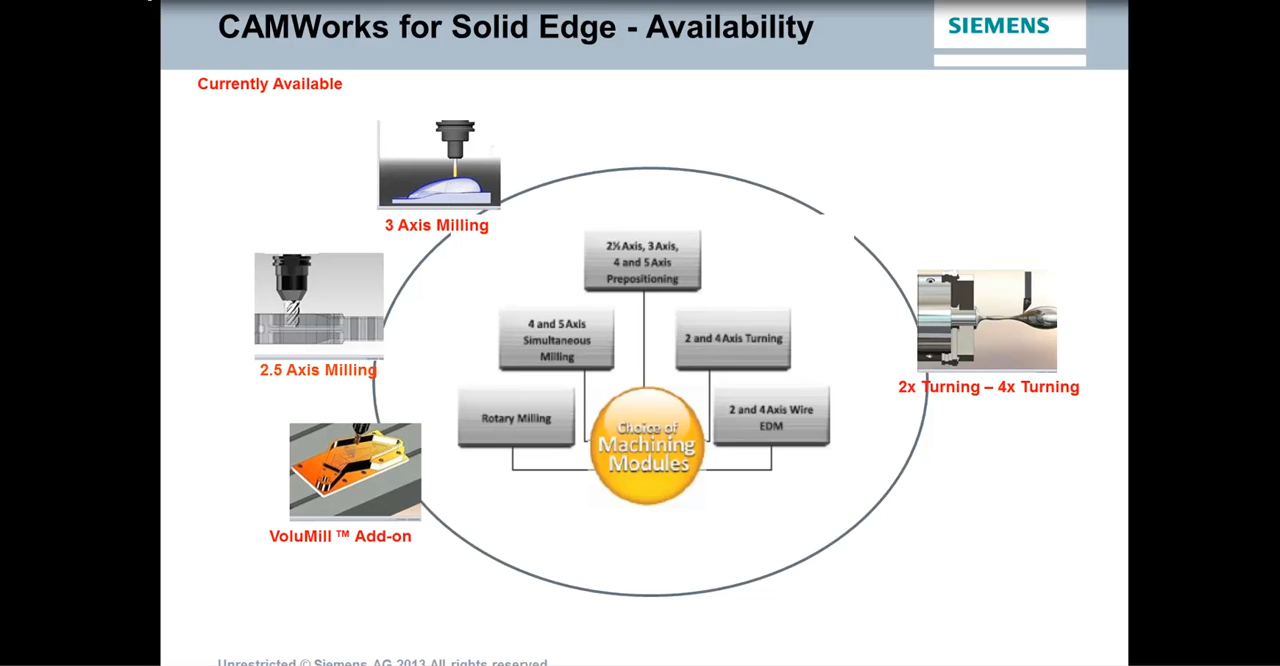 CAMWorks for Solid Edge - Availability
SIEMENS
Currently Available
3 Axis Milling
2.5 Axis Milling
VoluMill ™ Add-on
2½ Axis, 3 Axis,
4 and 5 Axis
Prepositioning
4 and 5 Axis
Simultaneous
Milling
2 and 4 Axis Turning
Rotary Milling
2 and 4 Axis Wire
EDM
Choice of
Machining
Modules
2x Turning – 4x Turning
Unrestricted © Siemens AG 2013 All rights reserved